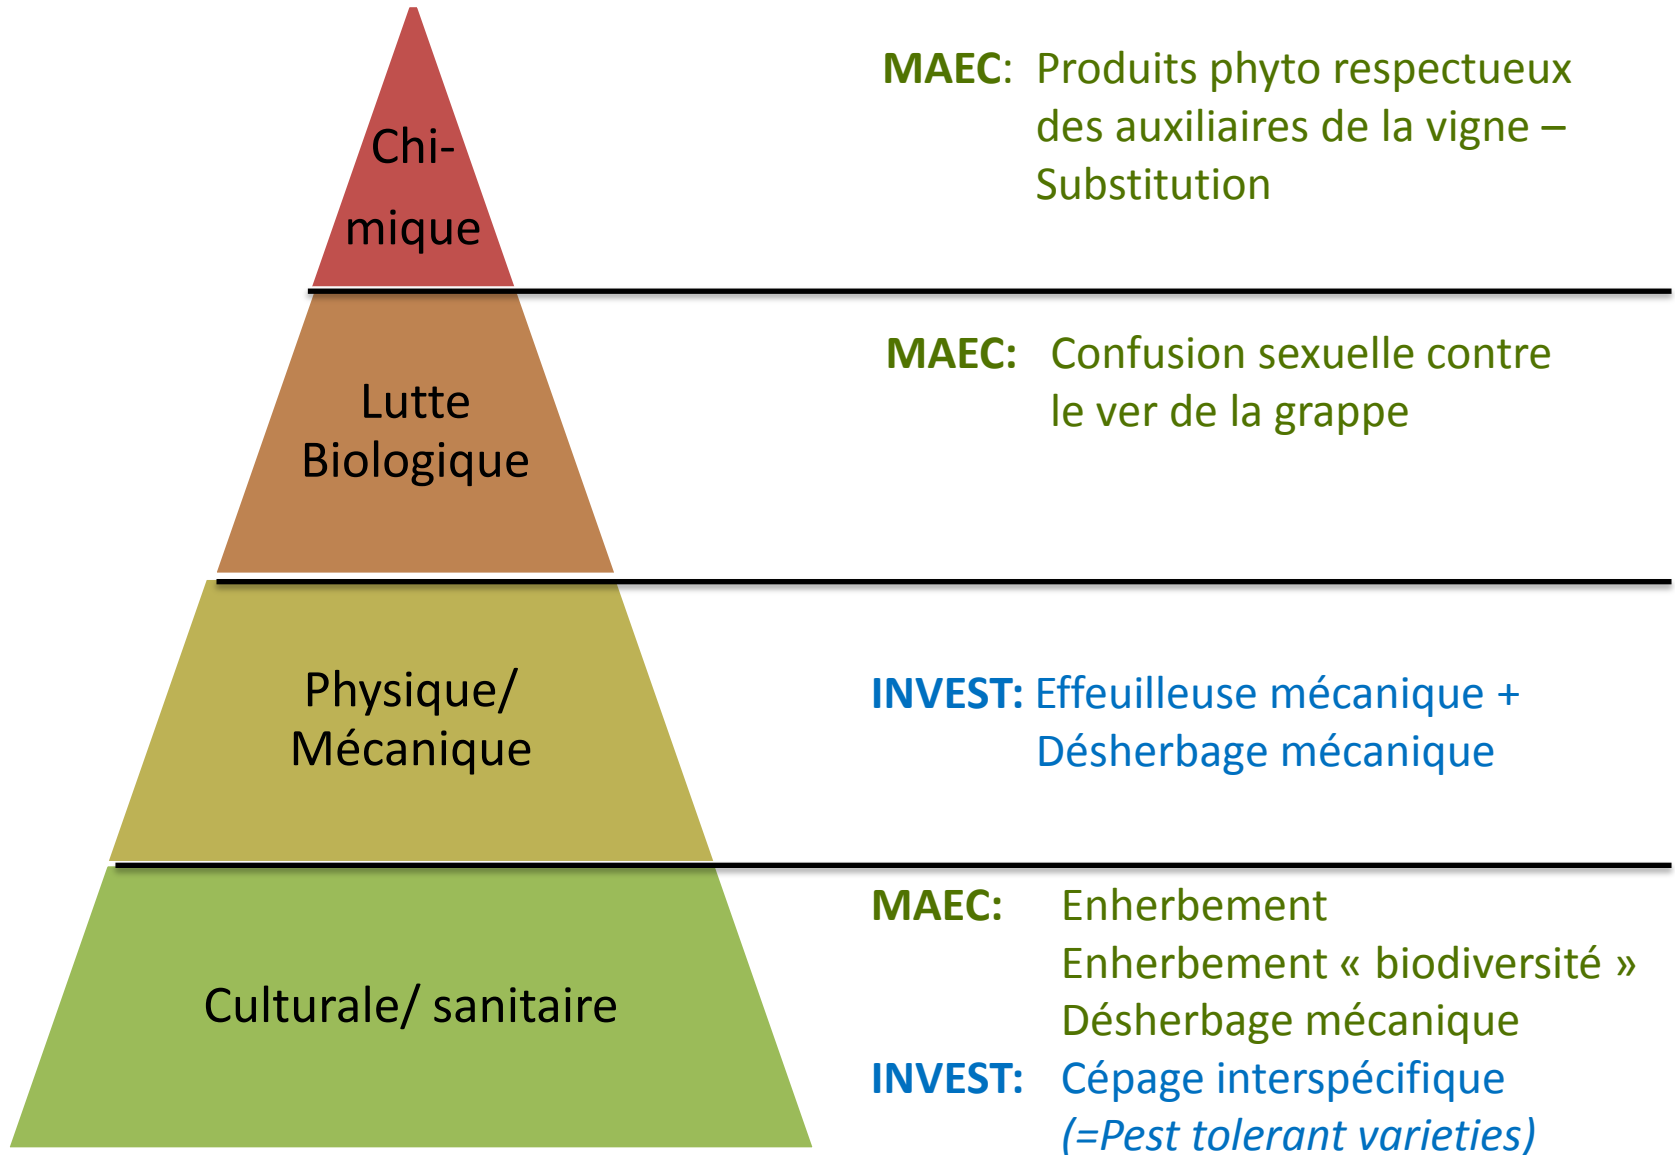 Chi-
mique
MAEC: Produits phyto respectueux
des auxiliaires de la vigne –
Substitution
Lutte
Biologique
MAEC: Confusion sexuelle contre
le ver de la grappe
Physique/
Mécanique
INVEST: Effeuilleuse mécanique +
Désherbage mécanique
Culturale/ sanitaire
MAEC: Enherbement
Enherbement « biodiversité »
Désherbage mécanique
INVEST: Cépage interspécifique
(=Pest tolerant varieties)